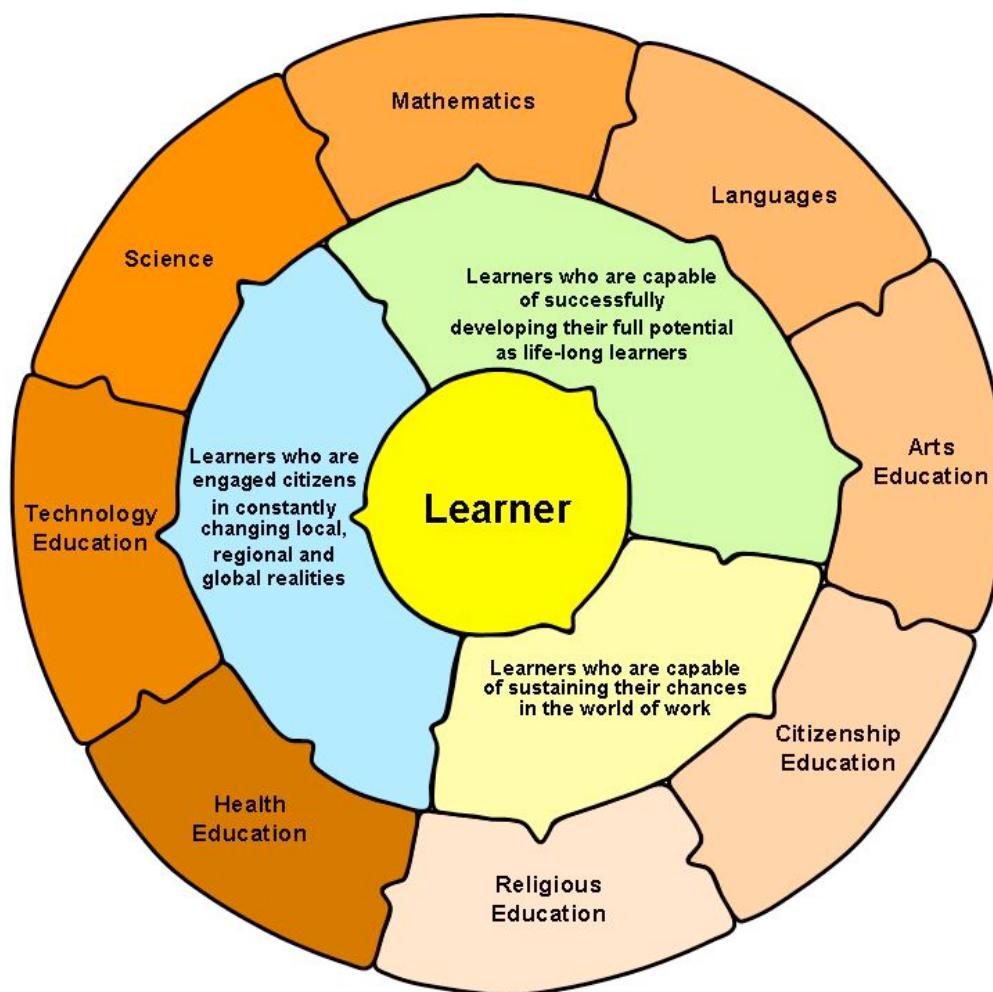 Mathematics
Languages
Science
Learners who are capable
of successfully
developing their full potential
as life-long learners
Arts
Education
Learners who are
engaged citizens
in constantly
changing local,
regional and
global realities
Learner
Technology
Education
Learners who are capable
of sustaining their chances
in the world of work
Citizenship
Education
Health
Education
Religious
Education